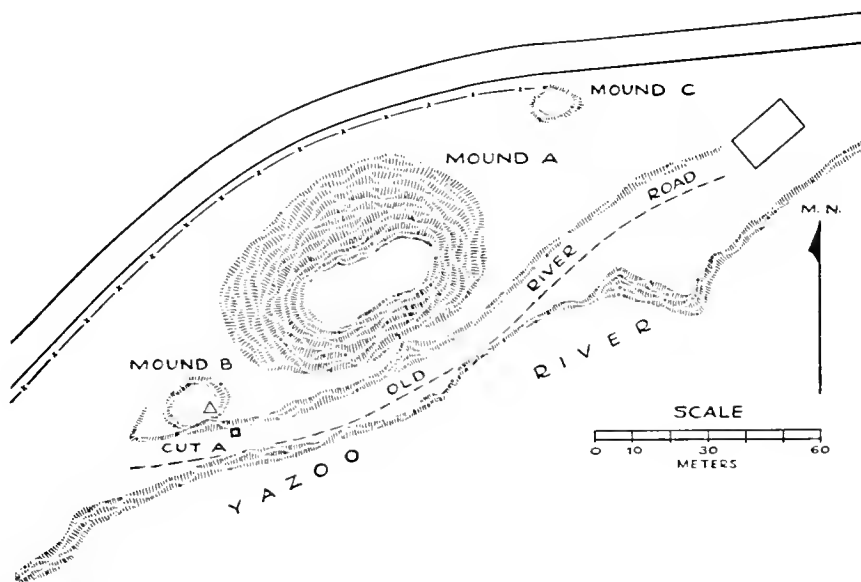 MOUND C
MOUND A
ROAD
M. N.
RIVER
RIVER
MOUND B
OLD
SCALE
CUT A
0 10 30 60
METERS
YAZOO